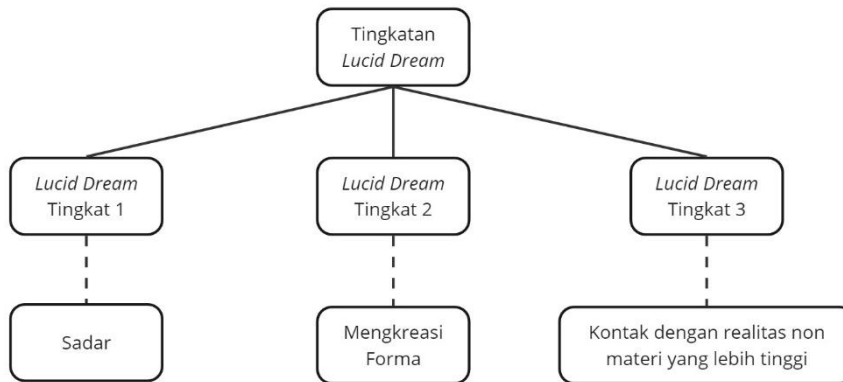 Tingkatan
Lucid Dream
Lucid Dream
Tingkat 1
Lucid Dream
Tingkat 2
Lucid Dream
Tingkat 3
Sadar
Mengkreasi
Forma
Kontak dengan realitas non
materi yang lebih tinggi